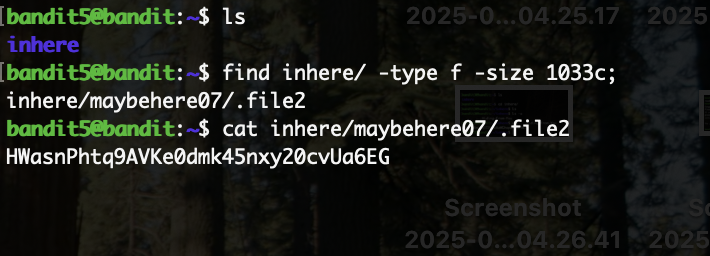 2025-0...04.25.17 2025-
[bandit5@bandit:~$ ls
inhere
[bandit5@bandit:~$ find inhere/ -type f -size 1033c;
inhere/maybehere07/.file2
bandit5@bandit:~$ cat inhere/maybehere07/.file2
HWasnPhtq9AVKe0dmk45nxy20cvUa6EG
Screenshot
2025-0...04.26.41 2025-